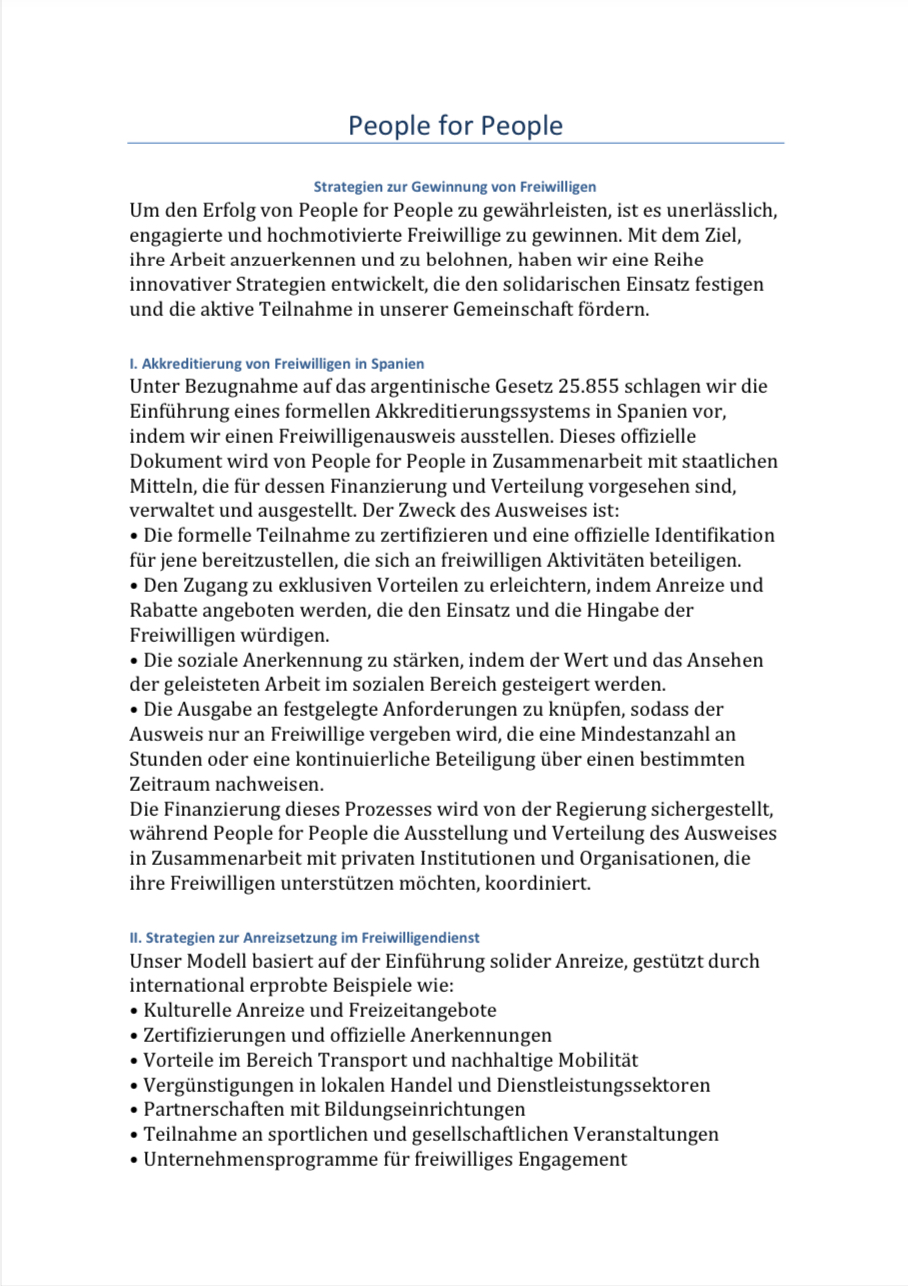 People for People
Strategien zur Gewinnung von Freiwilligen
Um den Erfolg von People for People zu gewährleisten, ist es unerlässlich,
engagierte und hochmotivierte Freiwillige zu gewinnen. Mit dem Ziel,
ihre Arbeit anzuerkennen und zu belohnen, haben wir eine Reihe
innovativer Strategien entwickelt, die den solidarischen Einsatz festigen
und die aktive Teilnahme in unserer Gemeinschaft fördern.
I. Akkreditierung von Freiwilligen in Spanien
Unter Bezugnahme auf das argentinische Gesetz 25.855 schlagen wir die
Einführung eines formellen Akkreditierungssystems in Spanien vor,
indem wir einen Freiwilligenausweis ausstellen. Dieses offizielle
Dokument wird von People for People in Zusammenarbeit mit staatlichen
Mitteln, die für dessen Finanzierung und Verteilung vorgesehen sind,
verwaltet und ausgestellt. Der Zweck des Ausweises ist:
• Die formelle Teilnahme zu zertifizieren und eine offizielle Identifikation
für jene bereitzustellen, die sich an freiwilligen Aktivitäten beteiligen.
• Den Zugang zu exklusiven Vorteilen zu erleichtern, indem Anreize und
Rabatte angeboten werden, die den Einsatz und die Hingabe der
Freiwilligen würdigen.
• Die soziale Anerkennung zu stärken, indem der Wert und das Ansehen
der geleisteten Arbeit im sozialen Bereich gesteigert werden.
• Die Ausgabe an festgelegte Anforderungen zu knüpfen, sodass der
Ausweis nur an Freiwillige vergeben wird, die eine Mindestanzahl an
Stunden oder eine kontinuierliche Beteiligung über einen bestimmten
Zeitraum nachweisen.
Die Finanzierung dieses Prozesses wird von der Regierung sichergestellt,
während People for People die Ausstellung und Verteilung des Ausweises
in Zusammenarbeit mit privaten Institutionen und Organisationen, die
ihre Freiwilligen unterstützen möchten, koordiniert.
II. Strategien zur Anreizsetzung im Freiwilligendienst
Unser Modell basiert auf der Einführung solider Anreize, gestützt durch
international erprobte Beispiele wie:
• Kulturelle Anreize und Freizeitangebote
• Zertifizierungen und offizielle Anerkennungen
• Vorteile im Bereich Transport und nachhaltige Mobilität
• Vergünstigungen in lokalen Handel und Dienstleistungssektoren
• Partnerschaften mit Bildungseinrichtungen
• Teilnahme an sportlichen und gesellschaftlichen Veranstaltungen
• Unternehmensprogramme für freiwilliges Engagement